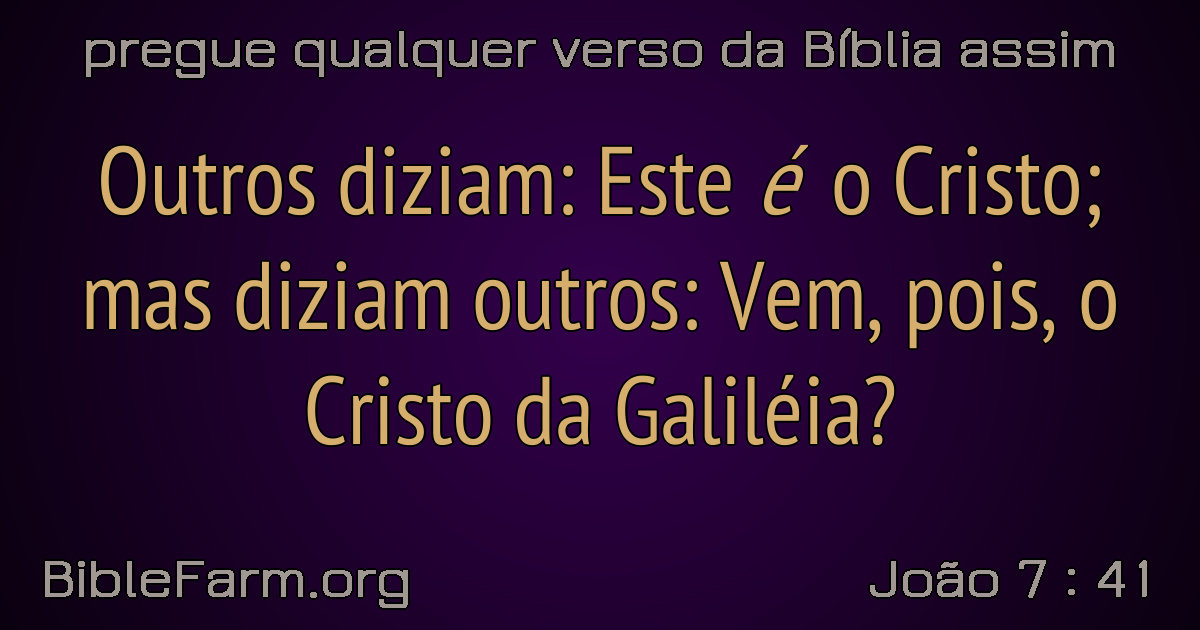 pregue qualquer verso da Bíblia assim
Outros diziam: Este é o Cristo;
mas diziam outros: Vem, pois, o
Cristo da Galiléia?
BibleFarm.org
João 7 : 41